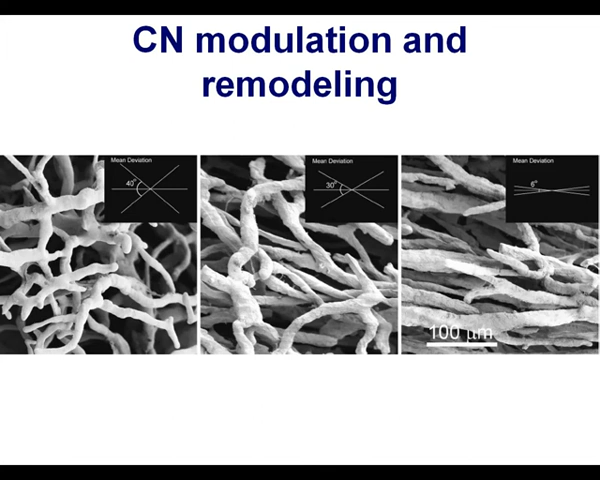 CN modulation and
remodeling
Mean Deviation
40°
Mean Deviation
30°
Mean Deviation
6°
100 µm